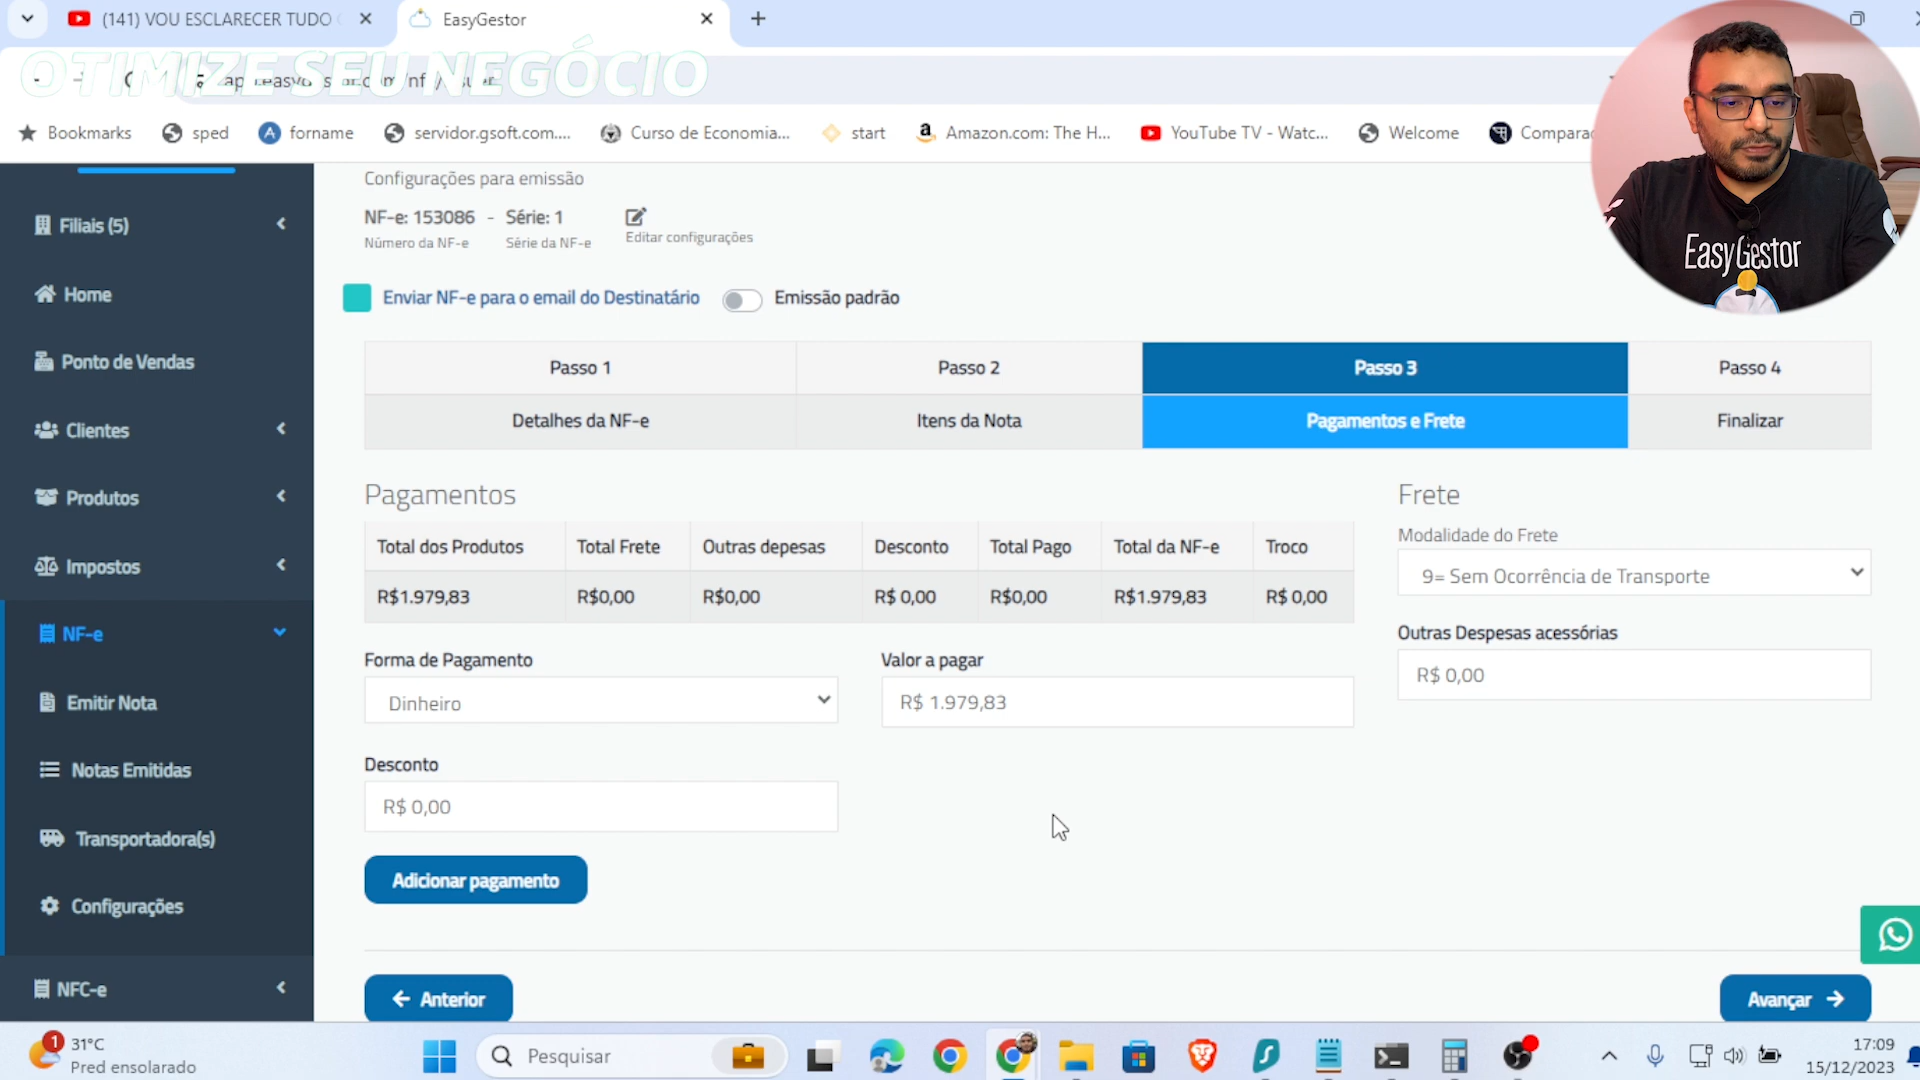 (141) VOU ESCLARECER TUDO
EasyGestor
OTIMIZE SEU NEGÓCIO
Bookmarks
sped
forname
servidor.gsoft.com....
Curso de Economia...
start
Amazon.com: The H...
YouTube TV - Watc...
Welcome
Comparac
EasyGestor
Filiais (5)
Home
Ponto de Vendas
Clientes
Produtos
Impostos
NF-e
Emitir Nota
Notas Emitidas
Transportadora(s)
Configurações
NFC-e
Configurações para emissão
NF-e: 153086 - Série: 1
Número da NF-e Série da NF-e
Editar configurações
Enviar NF-e para o email do Destinatário
Emissão padrão
Passo 1 Passo 2 Passo 3 Passo 4
Detalhes da NF-e Itens da Nota Pagamentos e Frete Finalizar
Pagamentos
Total dos Produtos Total Frete Outras depesas Desconto Total Pago Total da NF-e Troco
R$1.979,83 R$0,00 R$0,00 R$ 0,00 R$0,00 R$1.979,83 R$ 0,00
Forma de Pagamento
Dinheiro
Valor a pagar
R$ 1.979,83
Desconto
R$ 0,00
Adicionar pagamento
Frete
Modalidade do Frete
9= Sem Ocorrência de Transporte
Outras Despesas acessórias
R$ 0,00
Anterior
Avançar
1
31°C
Pred ensolarado
Pesquisar
17:09
15/12/2023